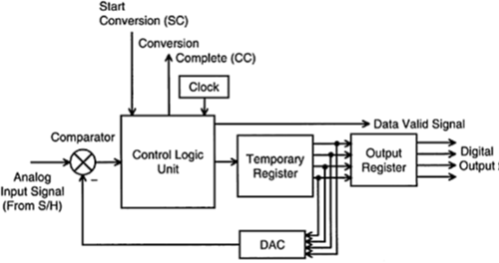 Start
Conversion (SC)
Conversion
Complete (CC)
Clock
Data Valid Signal
Comparator
Analog
Input Signal
(From S/H)
–
Control Logic
Unit
Temporary
Register
Output
Register
Digital
Output
DAC